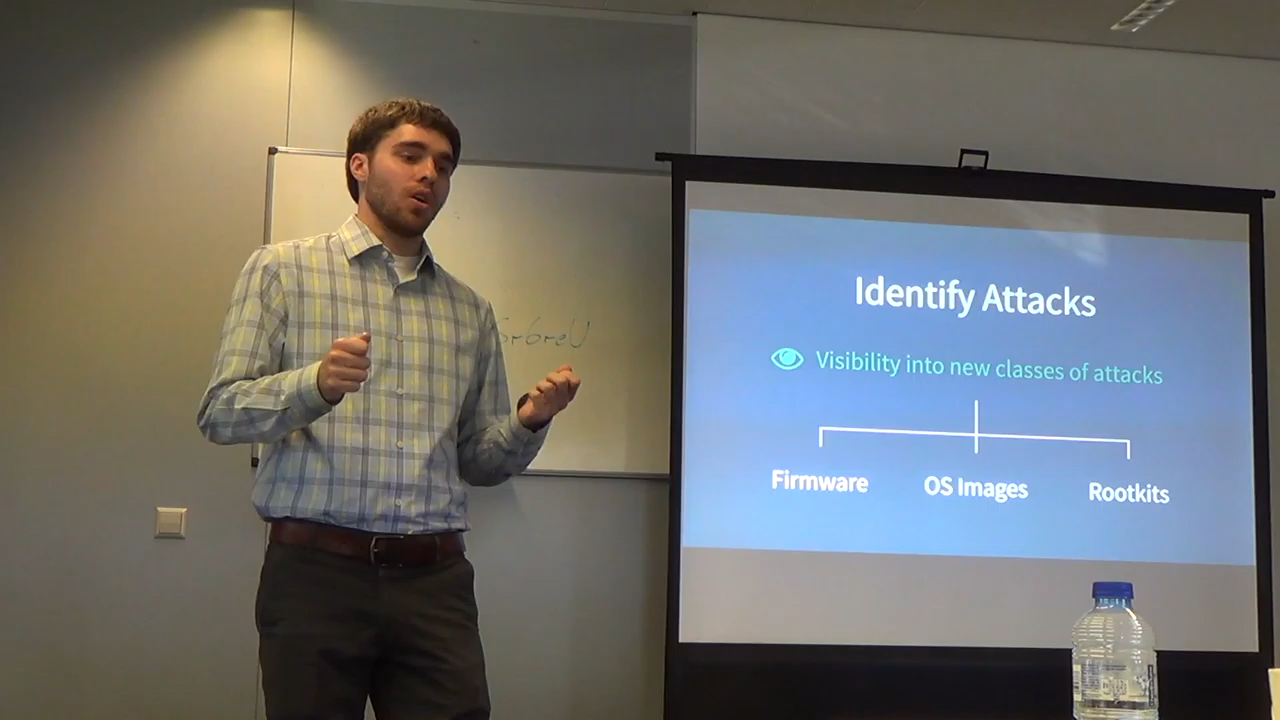 Identify Attacks
Visibility into new classes of attacks
Firmware
OS Images
Rootkits